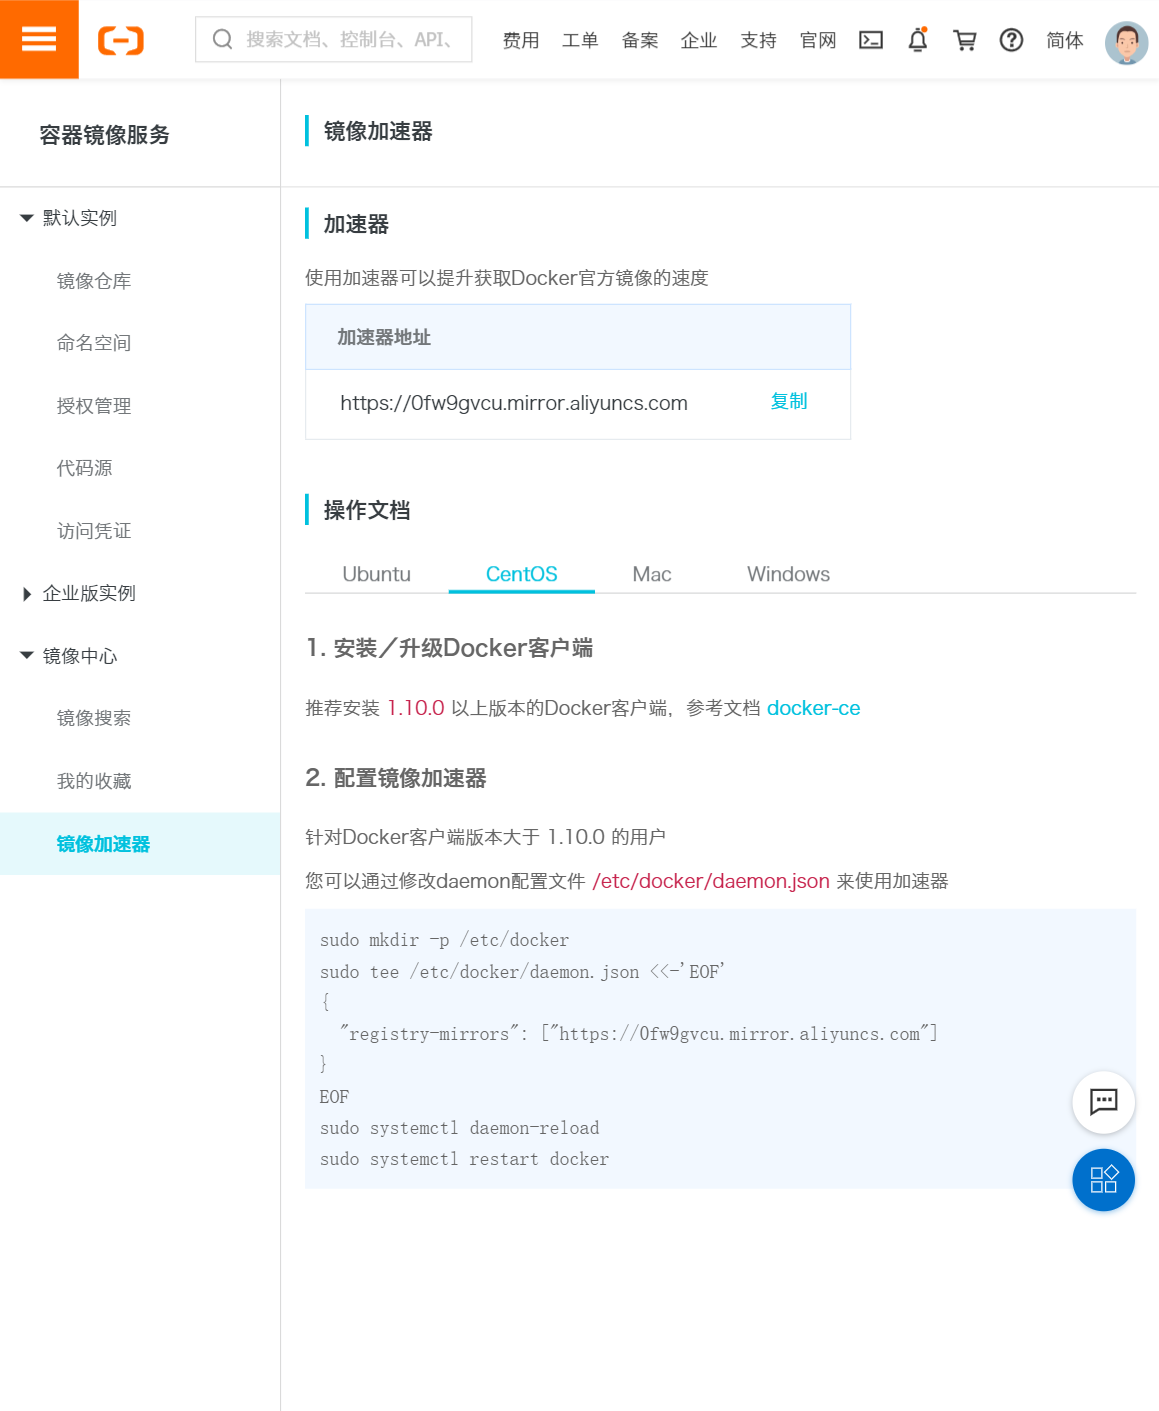 搜索文档、控制台、API、
费用 工单 备案 企业 支持 官网 简体
容器镜像服务
默认实例
镜像仓库
命名空间
授权管理
代码源
访问凭证
企业版实例
镜像中心
镜像搜索
我的收藏
镜像加速器
镜像加速器
加速器
使用加速器可以提升获取Docker官方镜像的速度
加速器地址
https://0fw9gvcu.mirror.aliyuncs.com 复制
操作文档
Ubuntu CentOS Mac Windows
1. 安装／升级Docker客户端
推荐安装 1.10.0 以上版本的Docker客户端，参考文档 docker-ce
2. 配置镜像加速器
针对Docker客户端版本大于 1.10.0 的用户
您可以通过修改daemon配置文件 /etc/docker/daemon.json 来使用加速器
sudo mkdir -p /etc/docker
sudo tee /etc/docker/daemon.json <<-'EOF'
{
  "registry-mirrors": ["https://0fw9gvcu.mirror.aliyuncs.com"]
}
EOF
sudo systemctl daemon-reload
sudo systemctl restart docker